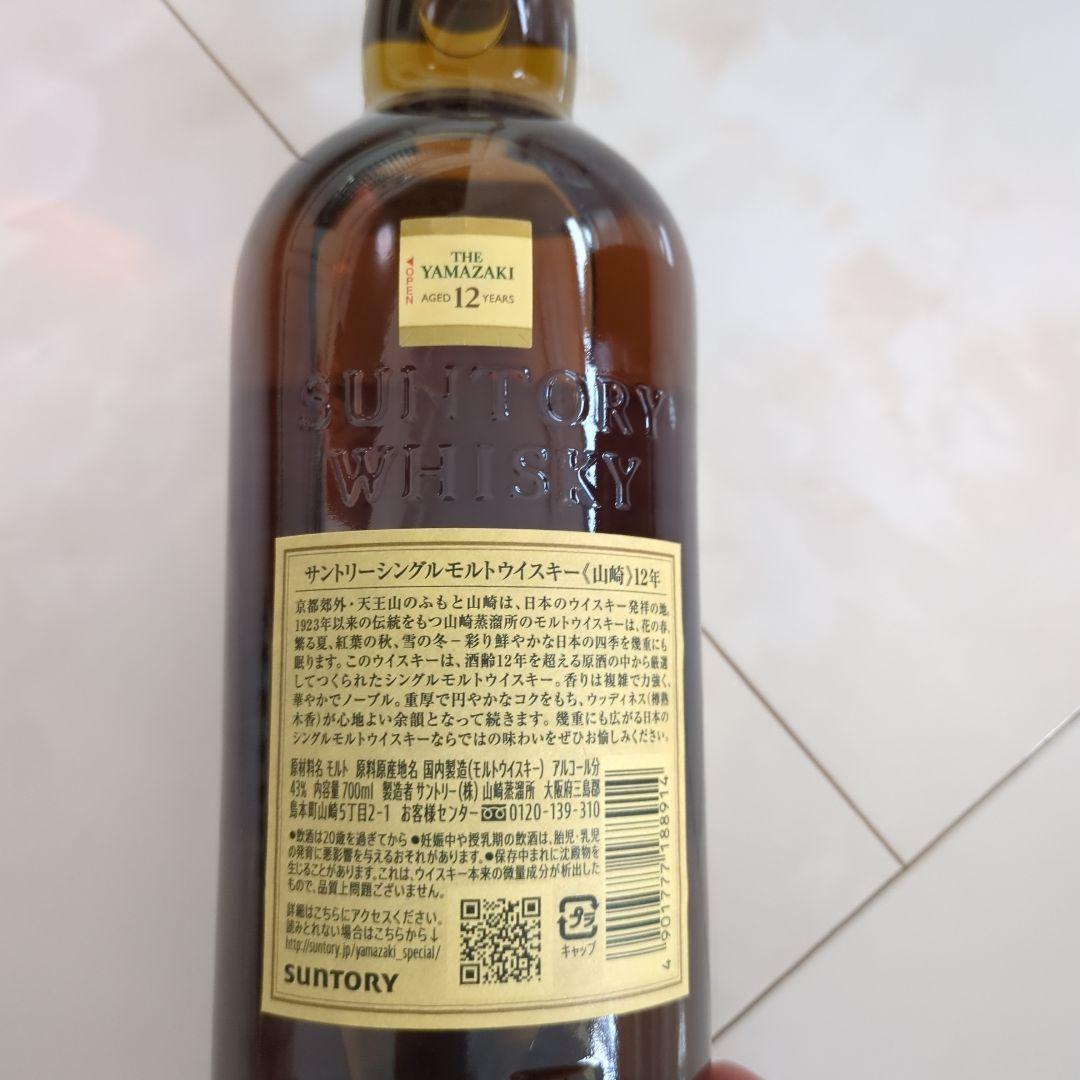 THE
YAMAZAKI
AGED 12 YEARS
◀OPEN
SUNTORY
WHISKY
サントリーシングルモルトウイスキー《山崎》12年
京都郊外・天王山のふもと山崎は、日本のウイスキー発祥の地。
1923年以来の伝統をもつ山崎蒸溜所のモルトウイスキーは、花の春、
繁る夏、紅葉の秋、雪の冬−彩り鮮やかな日本の四季を幾重にも
眠ります。このウイスキーは、酒齢12年を超える原酒の中から厳選
してつくられたシングルモルトウイスキー。香りは複雑で力強く、
華やかでノーブル。重厚で円やかなコクをもち、ウッディネス(樽熟
木香)が心地よい余韻となって続きます。幾重にも広がる日本の
シングルモルトウイスキーならではの味わいをぜひお愉しみください。
原材料名 モルト 原料原産地名 国内製造(モルトウイスキー) アルコール分
43% 内容量700ml 製造者 サントリー(株) 山崎蒸溜所 大阪府三島郡
島本町山崎5丁目2-1 お客様センター 0120-139-310
●飲酒は20歳を過ぎてから ●妊娠中や授乳期の飲酒は、胎児・乳児
の発育に悪影響を与えるおそれがあります。●保存中まれに沈殿物を
生じることがあります。これは、ウイスキー本来の微量成分が析出した
もので、品質上問題ございません。
詳細はこちらにアクセスください。
読みとれない場合はこちらから↓
http://suntory.jp/yamazaki_special/
SUNTORY
プラ
キャップ
4 901777 188914